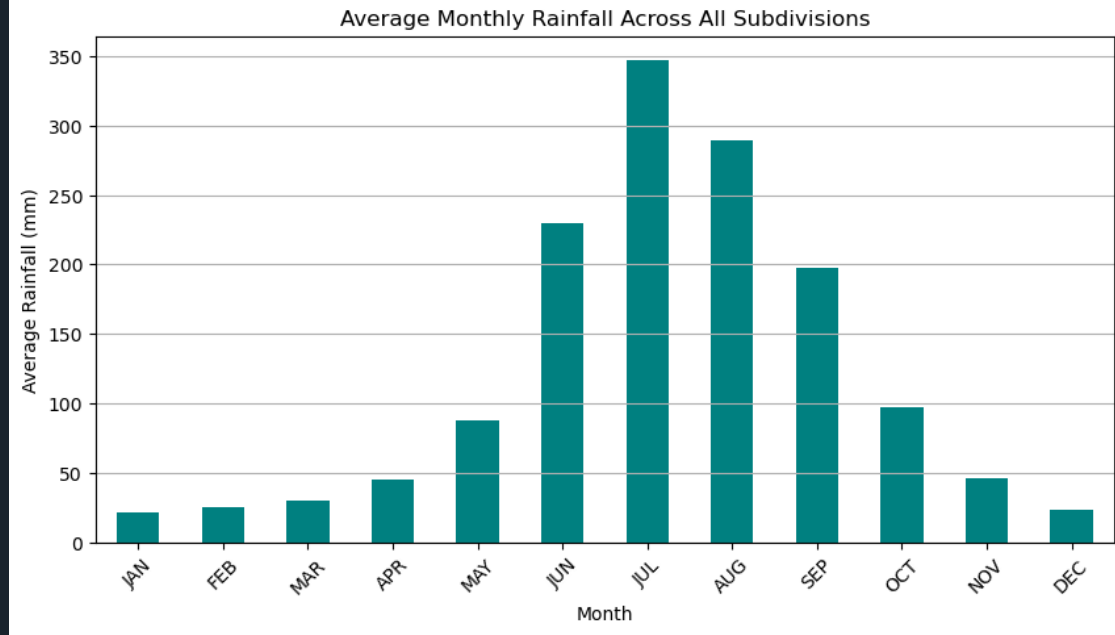 Average Monthly Rainfall Across All Subdivisions
Average Rainfall (mm)
350
300
250
200
150
100
50
0
JAN FEB MAR APR MAY JUN JUL AUG SEP OCT NOV DEC
Month